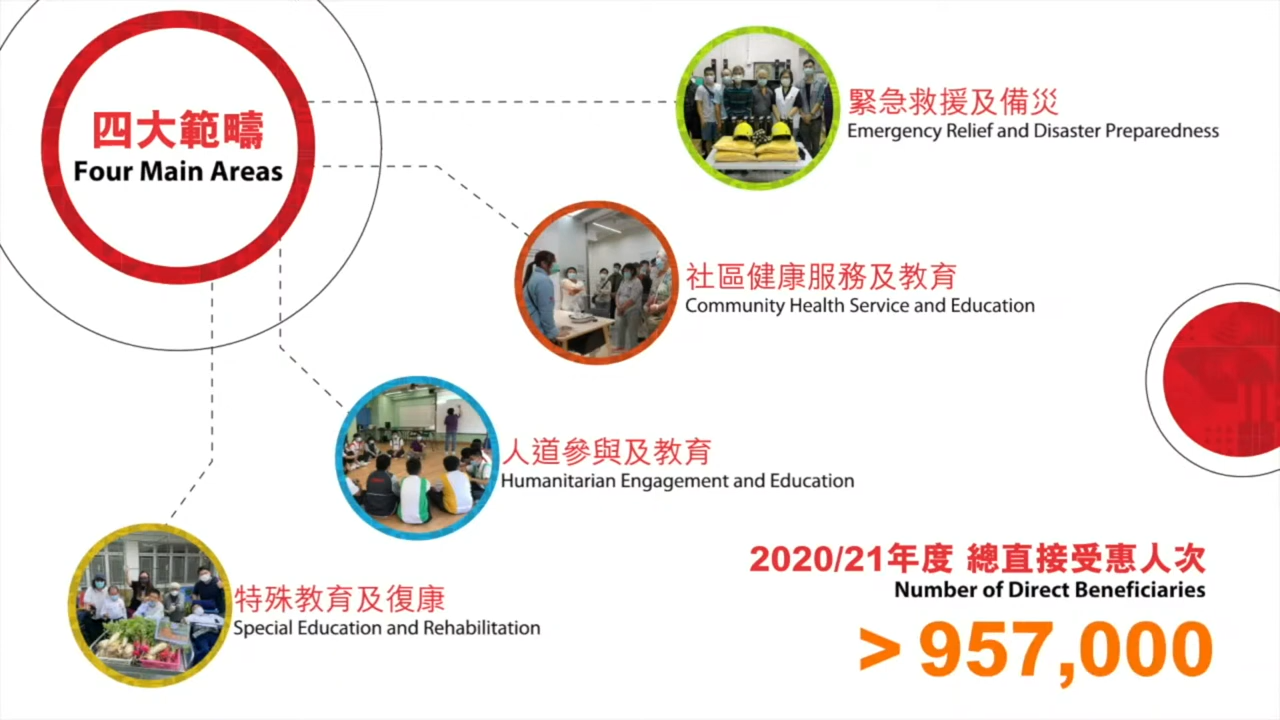 四大範疇
Four Main Areas
緊急救援及備災
Emergency Relief and Disaster Preparedness
社區健康服務及教育
Community Health Service and Education
人道參與及教育
Humanitarian Engagement and Education
特殊教育及復康
Special Education and Rehabilitation
2020/21年度 總直接受惠人次
Number of Direct Beneficiaries
> 957,000